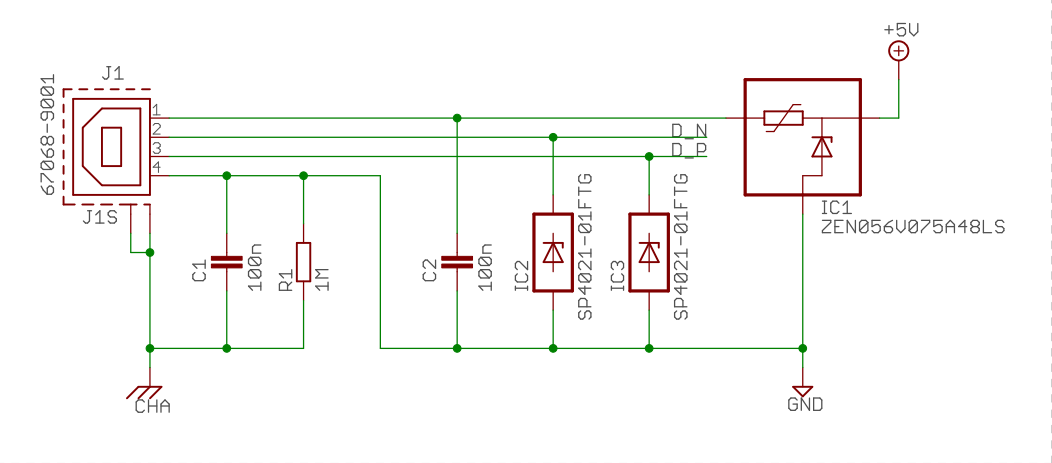 +5V
J1
67068-9001
1
2
3
4
D_N
D_P
J1S
IC1
ZEN056V075A48LS
C1
100n
R1
1M
C2
100n
IC2
SP4021-01FTG
IC3
SP4021-01FTG
CHA
GND